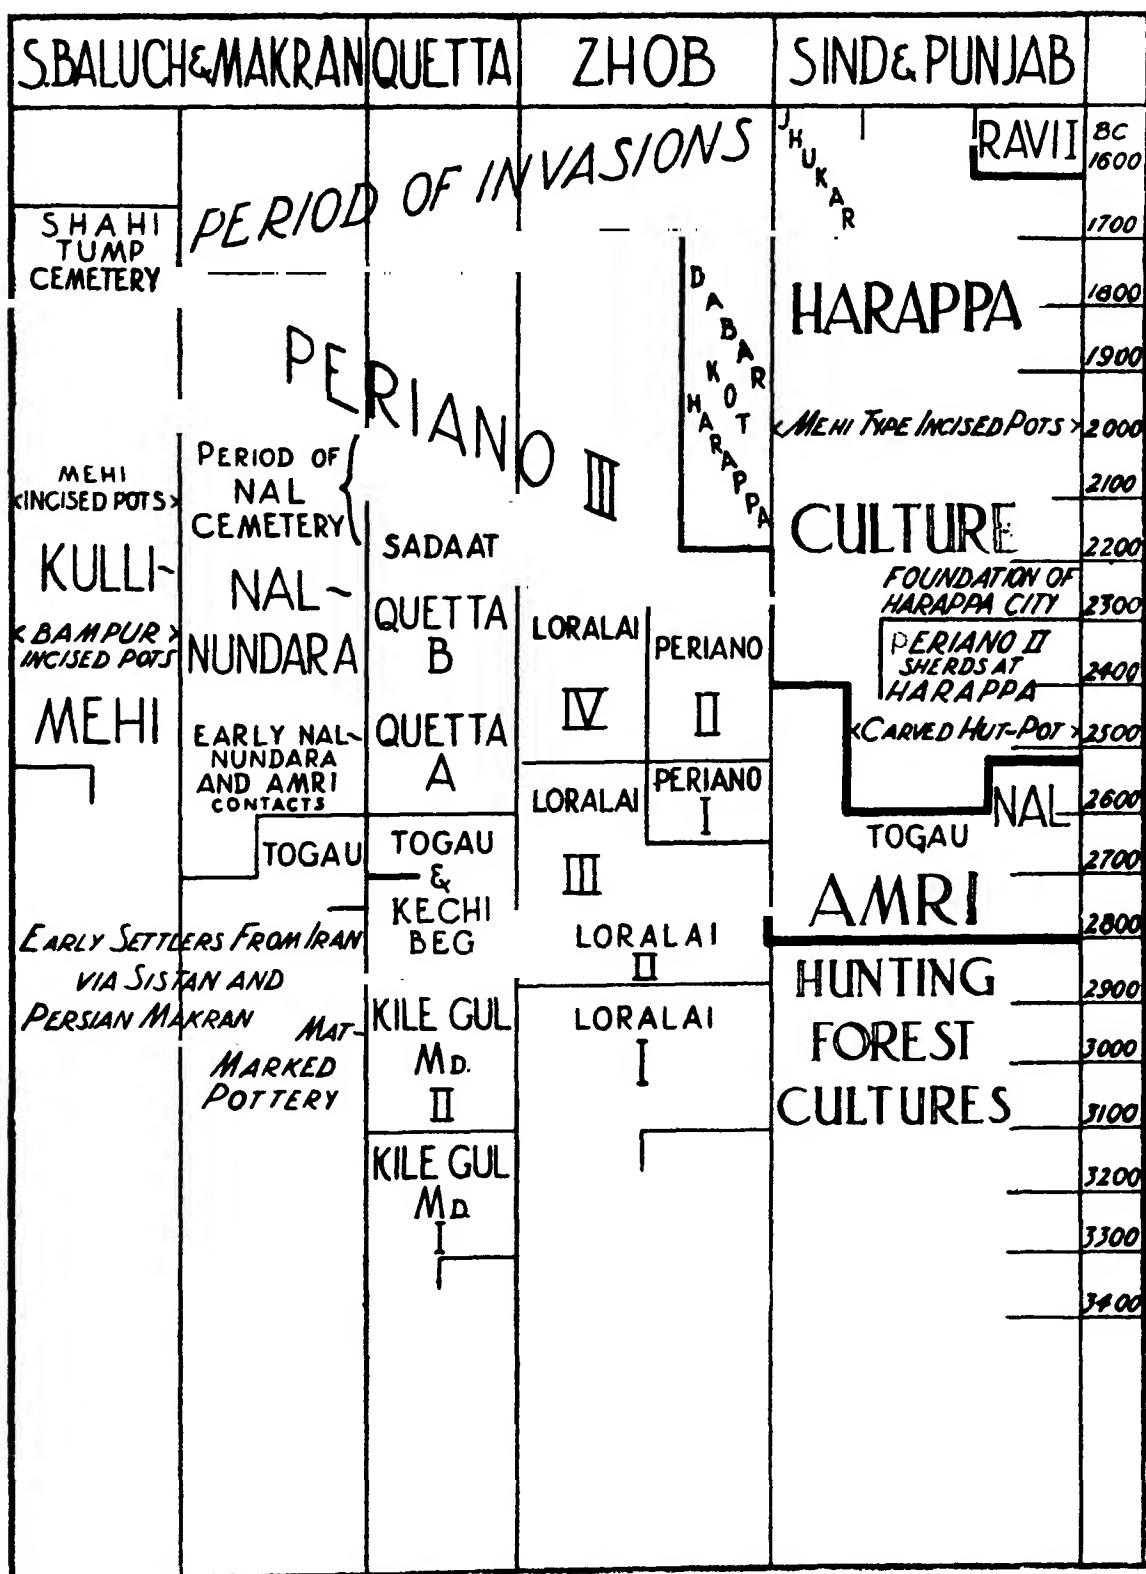 S.BALUCH & MAKRAN
QUETTA
ZHOB
SIND & PUNJAB
SHAHI
TUMP
CEMETERY
MEHI
<INCISED POTS>
KULLI~
<BAMPUR>
INCISED POTS
MEHI
PERIOD OF INVASIONS
PERIANO III
PERIOD OF
NAL
CEMETERY
NAL~
NUNDARA
EARLY NAL~
NUNDARA
AND AMRI
CONTACTS
TOGAU
EARLY SETTLERS FROM IRAN
VIA SISTAN AND
PERSIAN MAKRAN
MAT-
MARKED
POTTERY
SADAAT
QUETTA
B
QUETTA
A
TOGAU
&
KECHI
BEG
KILE GUL
MD.
II
KILE GUL
MD
I
DABAR
KOT
HARAPPA
LORALAI
IV
PERIANO
II
LORALAI
III
PERIANO
I
LORALAI
II
LORALAI
I
JHUKAR
RAVII
HARAPPA
<MEHI TYPE INCISED POTS>
CULTURE
FOUNDATION OF
HARAPPA CITY
PERIANO II
SHERDS AT
HARAPPA
<CARVED HUT-POT>
NAL
TOGAU
AMRI
HUNTING
FOREST
CULTURES
BC
1600
1700
1800
1900
2000
2100
2200
2300
2400
2500
2600
2700
2800
2900
3000
3100
3200
3300
3400